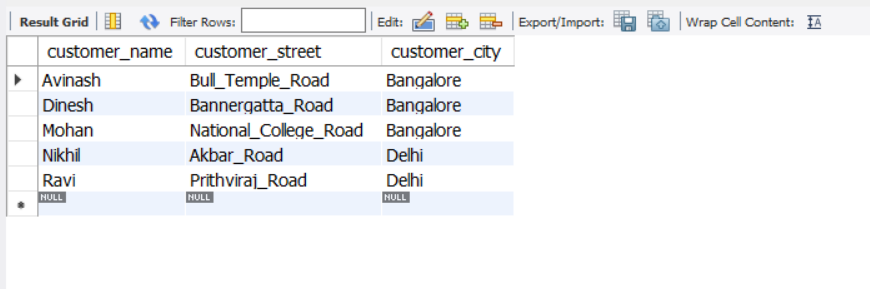 Result Grid Filter Rows: Edit: Export/Import: Wrap Cell Content: IA
customer_name customer_street customer_city
Avinash Bull_Temple_Road Bangalore
Dinesh Bannergatta_Road Bangalore
Mohan National_College_Road Bangalore
Nikhil Akbar_Road Delhi
Ravi Prithviraj_Road Delhi
NULL NULL NULL